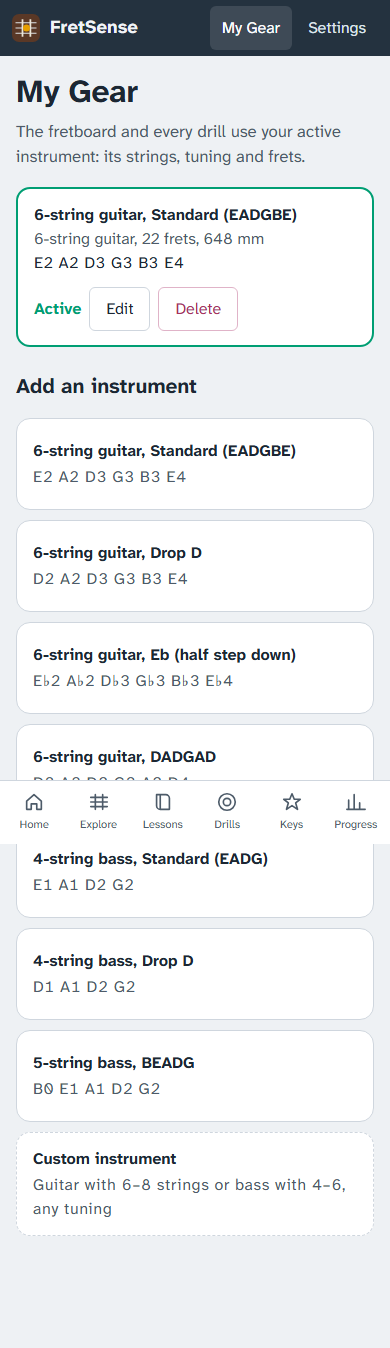 FretSense
My Gear
Settings
My Gear
The fretboard and every drill use your active
instrument: its strings, tuning and frets.
6-string guitar, Standard (EADGBE)
6-string guitar, 22 frets, 648 mm
E2 A2 D3 G3 B3 E4
Active
Edit
Delete
Add an instrument
6-string guitar, Standard (EADGBE)
E2 A2 D3 G3 B3 E4
6-string guitar, Drop D
D2 A2 D3 G3 B3 E4
6-string guitar, Eb (half step down)
E♭2 A♭2 D♭3 G♭3 B♭3 E♭4
6-string guitar, DADGAD
Home
Explore
Lessons
Drills
Keys
Progress
4-string bass, Standard (EADG)
E1 A1 D2 G2
4-string bass, Drop D
D1 A1 D2 G2
5-string bass, BEADG
B0 E1 A1 D2 G2
Custom instrument
Guitar with 6–8 strings or bass with 4–6,
any tuning